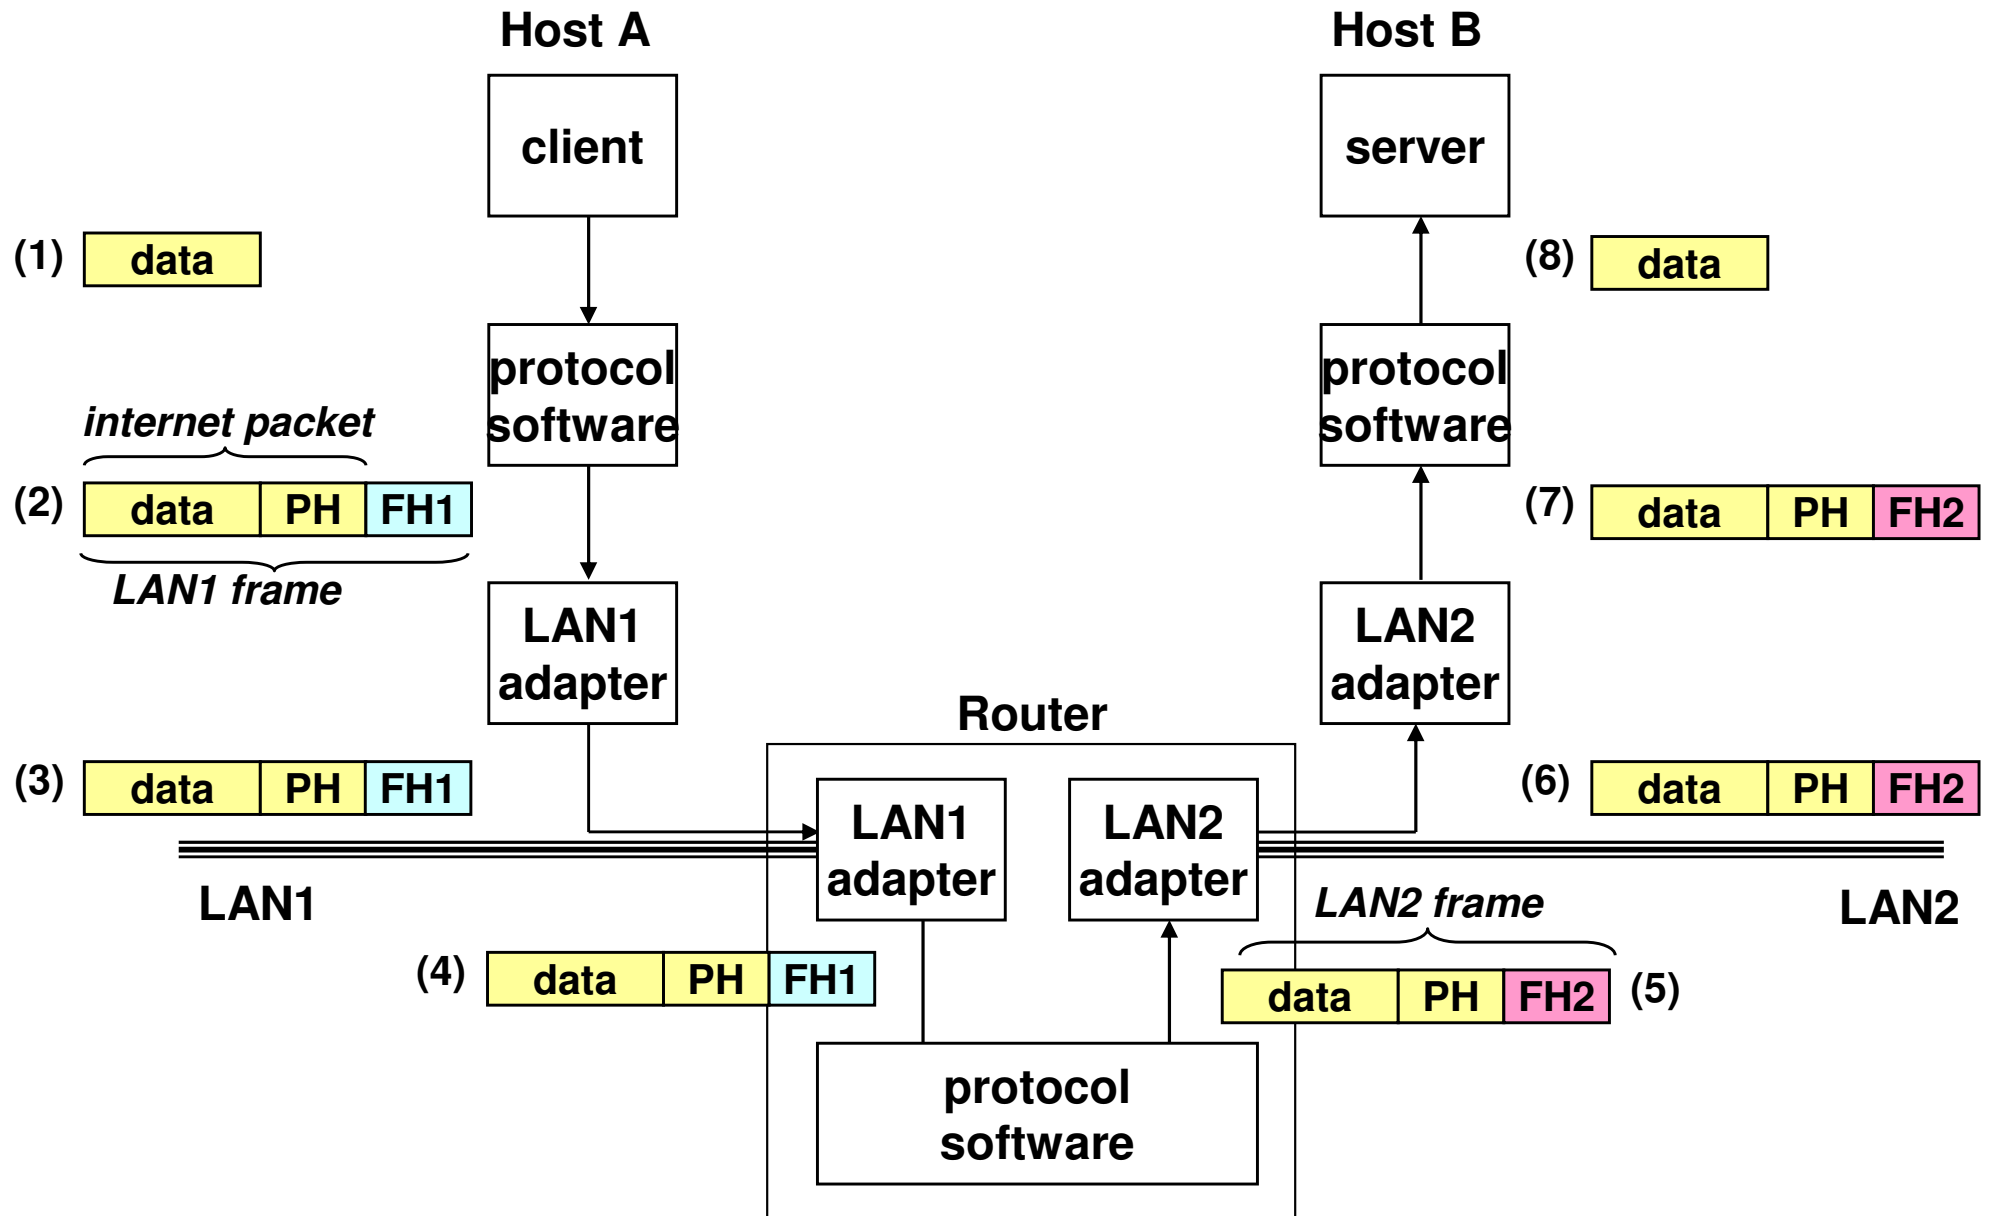 Host A
Host B
client
server
(1) data
(8) data
protocol
software
protocol
software
internet packet
(2) data PH FH1
LAN1 frame
(7) data PH FH2
LAN1
adapter
LAN2
adapter
Router
(3) data PH FH1
(6) data PH FH2
LAN1
adapter
LAN2
adapter
LAN1
LAN2 frame
LAN2
(4) data PH FH1
data PH FH2 (5)
protocol
software